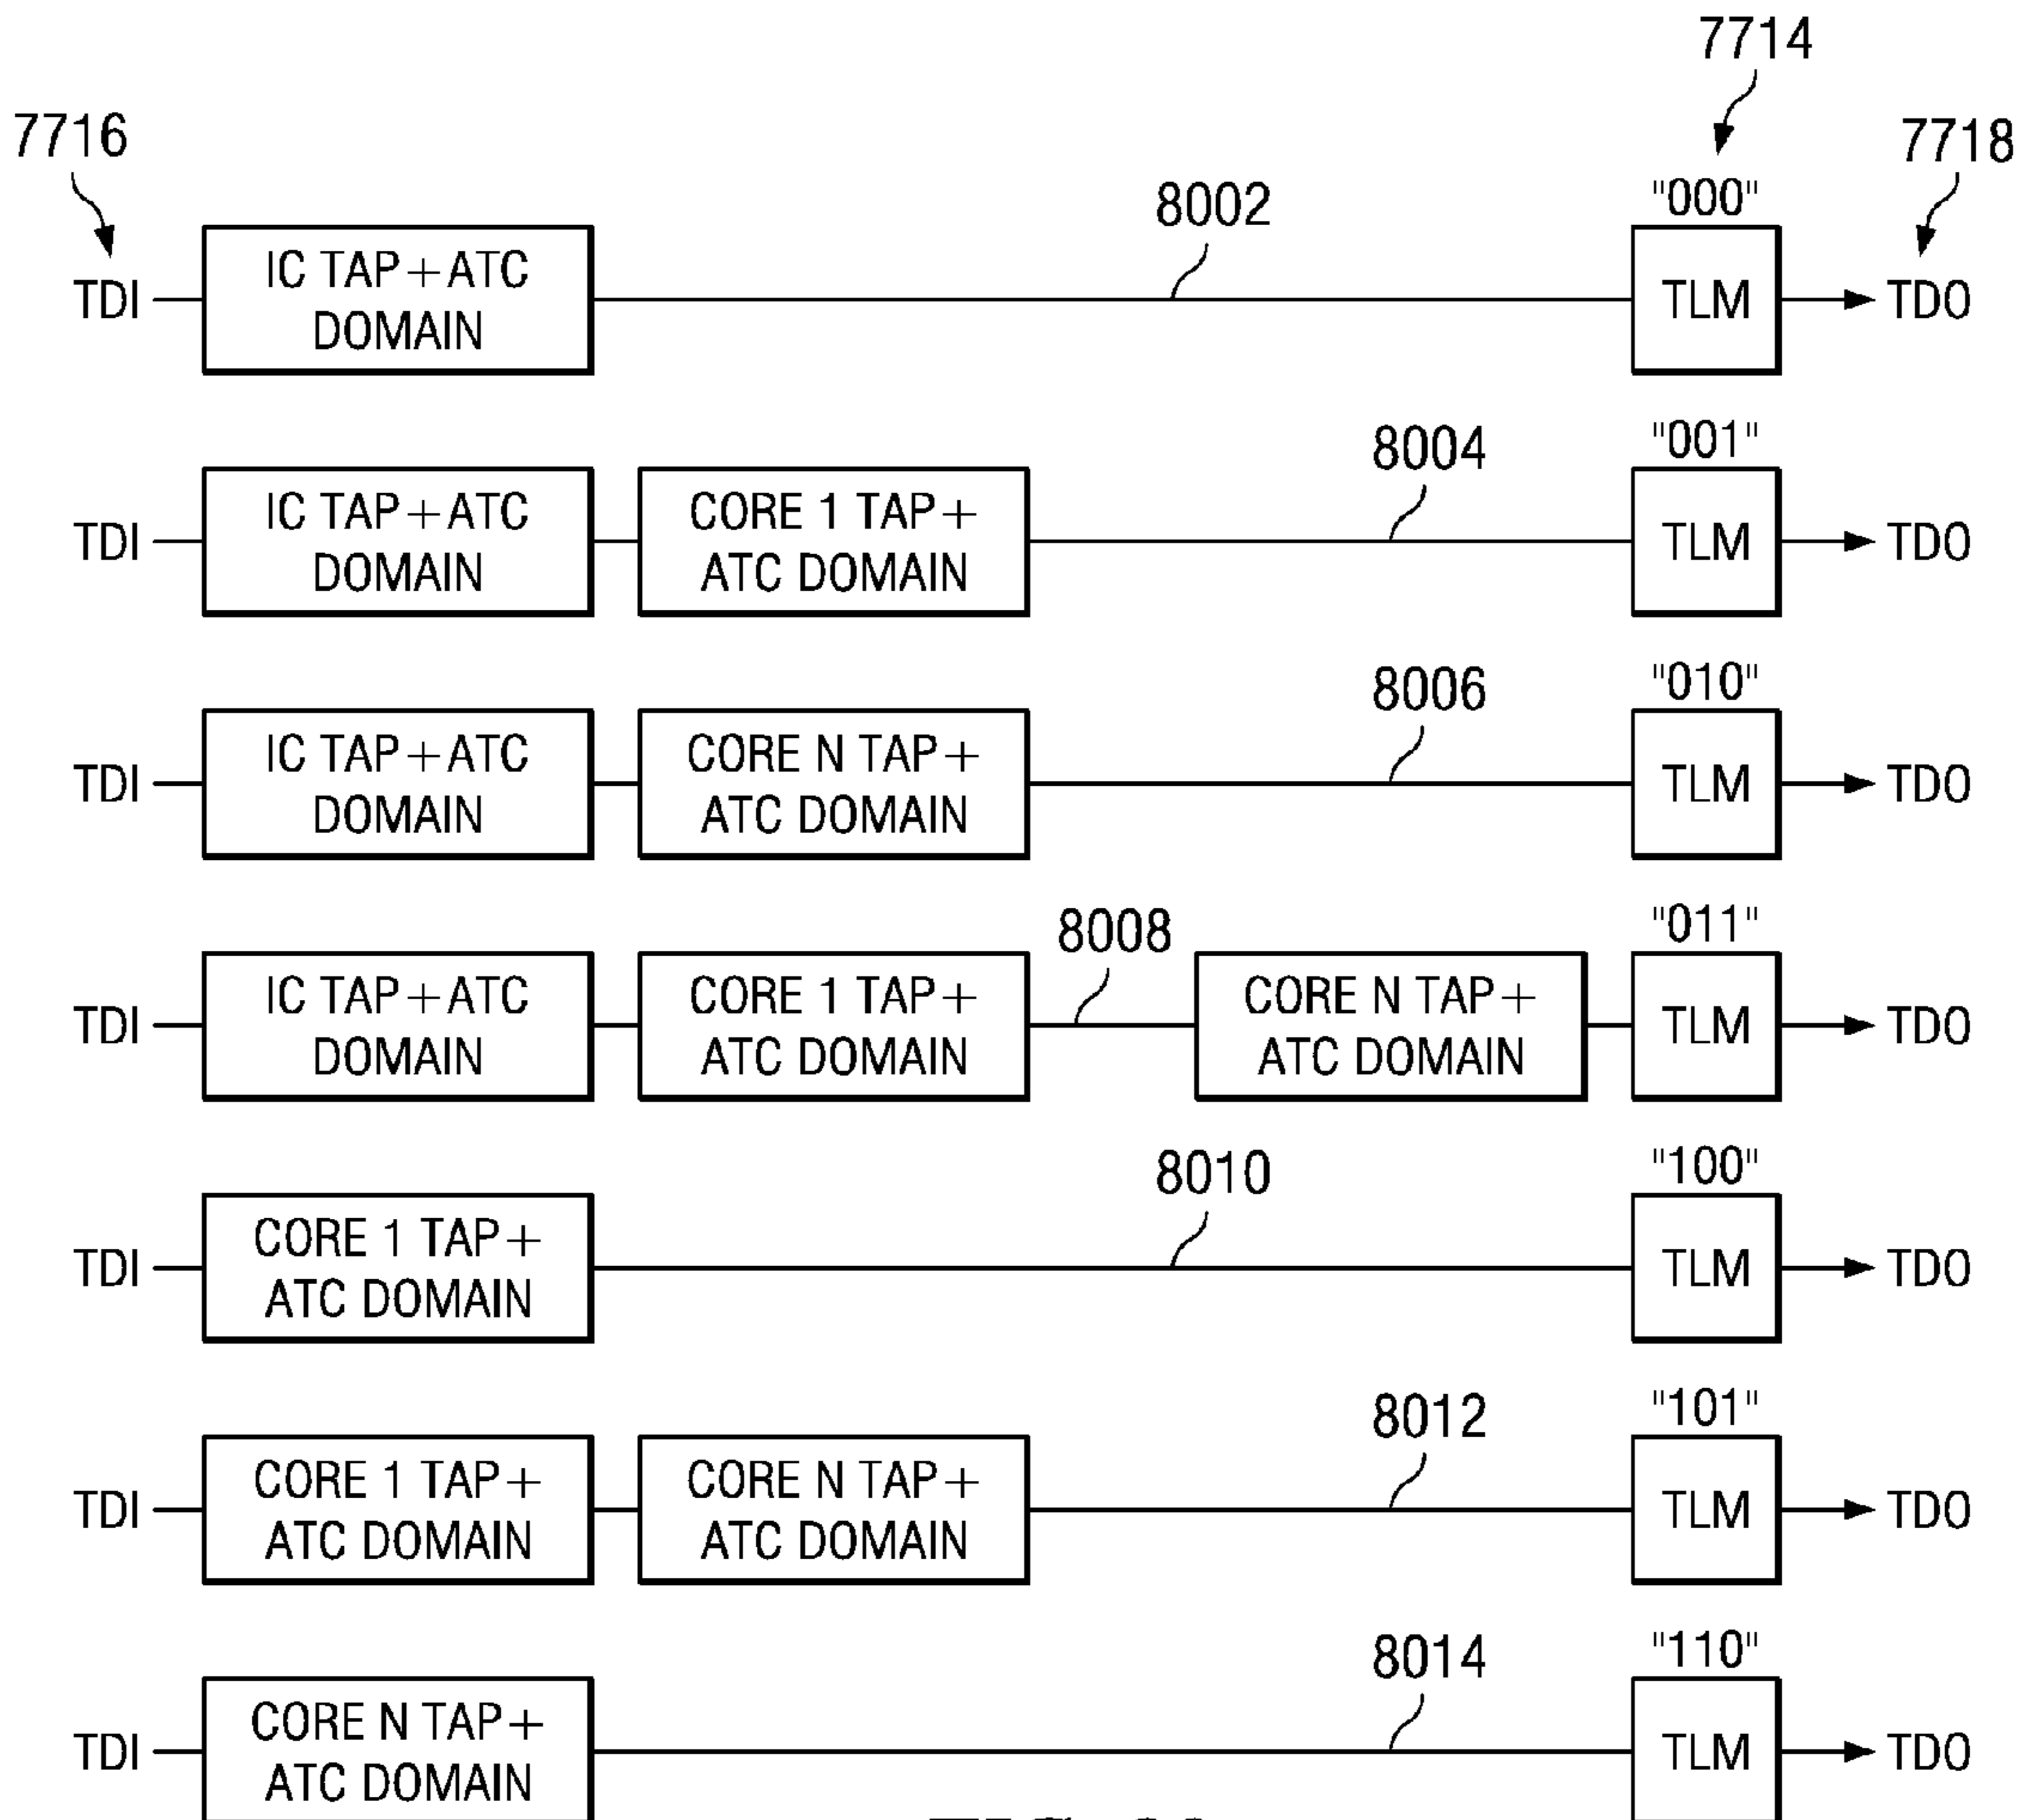 7714
7716
7718
8002
"000"
TDI
IC TAP+ATC
DOMAIN
TLM
TDO
8004
"001"
TDI
IC TAP+ATC
DOMAIN
CORE 1 TAP+
ATC DOMAIN
TLM
TDO
8006
"010"
TDI
IC TAP+ATC
DOMAIN
CORE N TAP+
ATC DOMAIN
TLM
TDO
8008
"011"
TDI
IC TAP+ATC
DOMAIN
CORE 1 TAP+
ATC DOMAIN
CORE N TAP+
ATC DOMAIN
TLM
TDO
8010
"100"
TDI
CORE 1 TAP+
ATC DOMAIN
TLM
TDO
8012
"101"
TDI
CORE 1 TAP+
ATC DOMAIN
CORE N TAP+
ATC DOMAIN
TLM
TDO
8014
"110"
TDI
CORE N TAP+
ATC DOMAIN
TLM
TDO